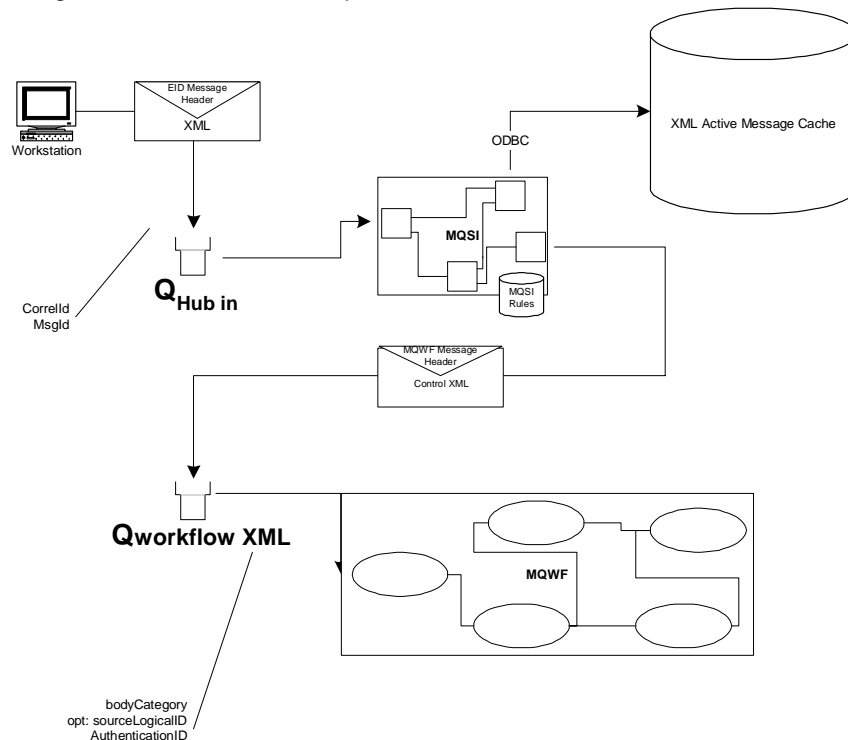 EID Message
Header
XML
Workstation
XML Active Message Cache
ODBC
MQSI
MQSI
Rules
QHub in
CorrelId
MsgId
MQWF Message
Header
Control XML
Qworkflow XML
MQWF
bodyCategory
opt: sourceLogicalID
AuthenticationID